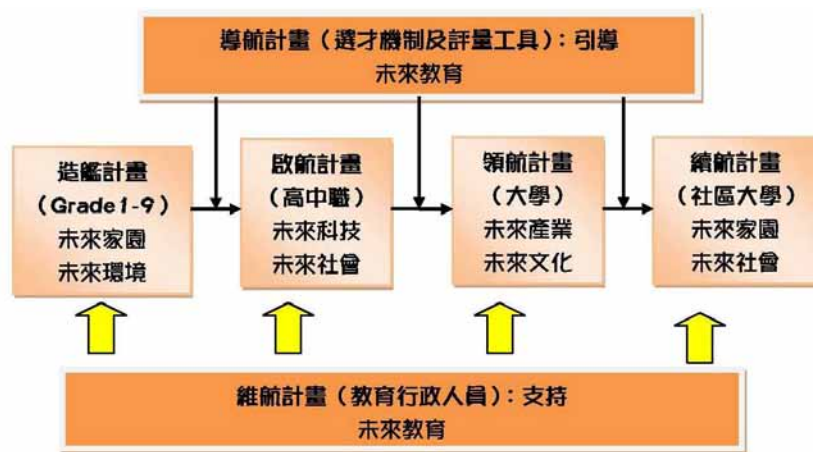 導航計畫（選才機制及評量工具）：引導
未來教育
造艦計畫
（Grade1-9）
未來家園
未來環境
啟航計畫
（高中職）
未來科技
未來社會
領航計畫
（大學）
未來產業
未來文化
續航計畫
（社區大學）
未來家園
未來社會
維航計畫（教育行政人員）：支持
未來教育